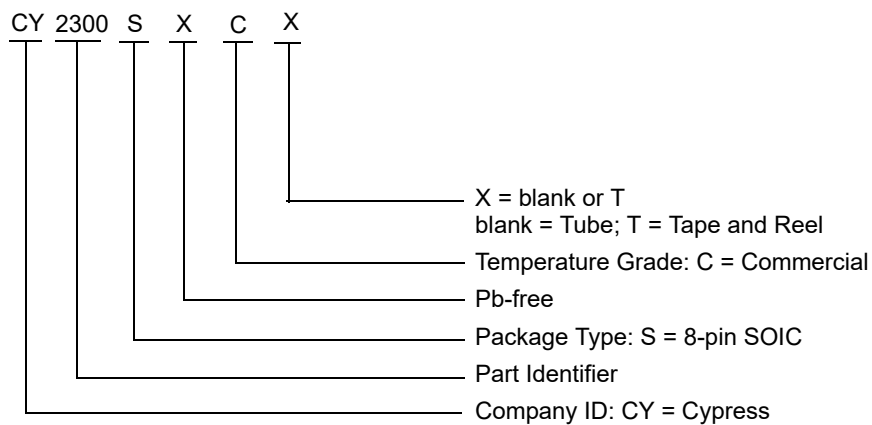 CY 2300 S X C X
X = blank or T
blank = Tube; T = Tape and Reel
Temperature Grade: C = Commercial
Pb-free
Package Type: S = 8-pin SOIC
Part Identifier
Company ID: CY = Cypress